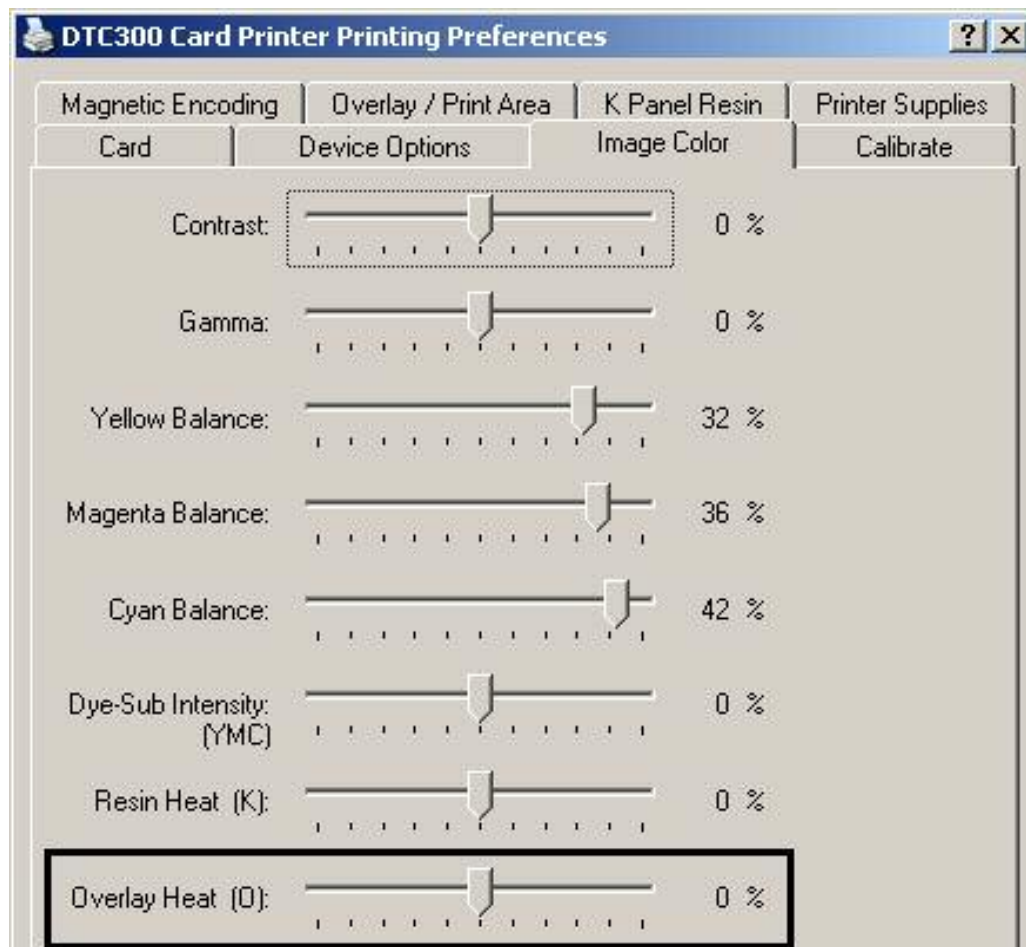 DTC300 Card Printer Printing Preferences
Magnetic Encoding Overlay / Print Area K Panel Resin Printer Supplies
Card Device Options Image Color Calibrate
Contrast: 0 %
Gamma: 0 %
Yellow Balance: 32 %
Magenta Balance: 36 %
Cyan Balance: 42 %
Dye-Sub Intensity: 0 %
(YMC)
Resin Heat (K): 0 %
Overlay Heat (O): 0 %